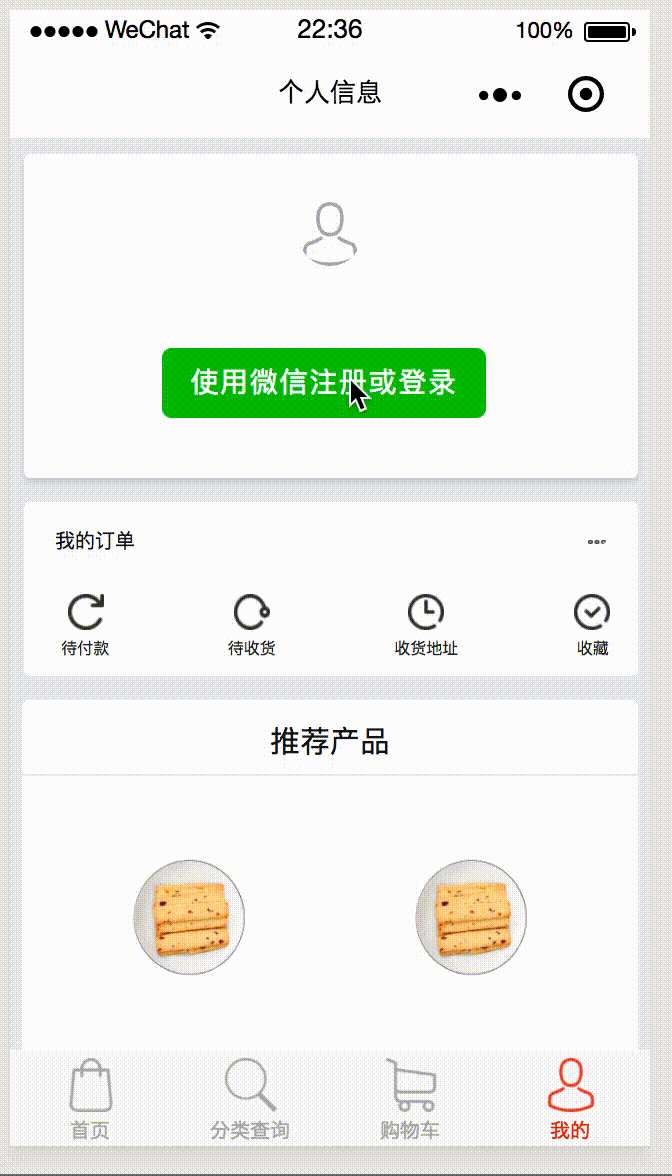 WeChat 22:36 100%
个人信息
使用微信注册或登录
我的订单
待付款 待收货 收货地址 收藏
推荐产品
首页 分类查询 购物车 我的